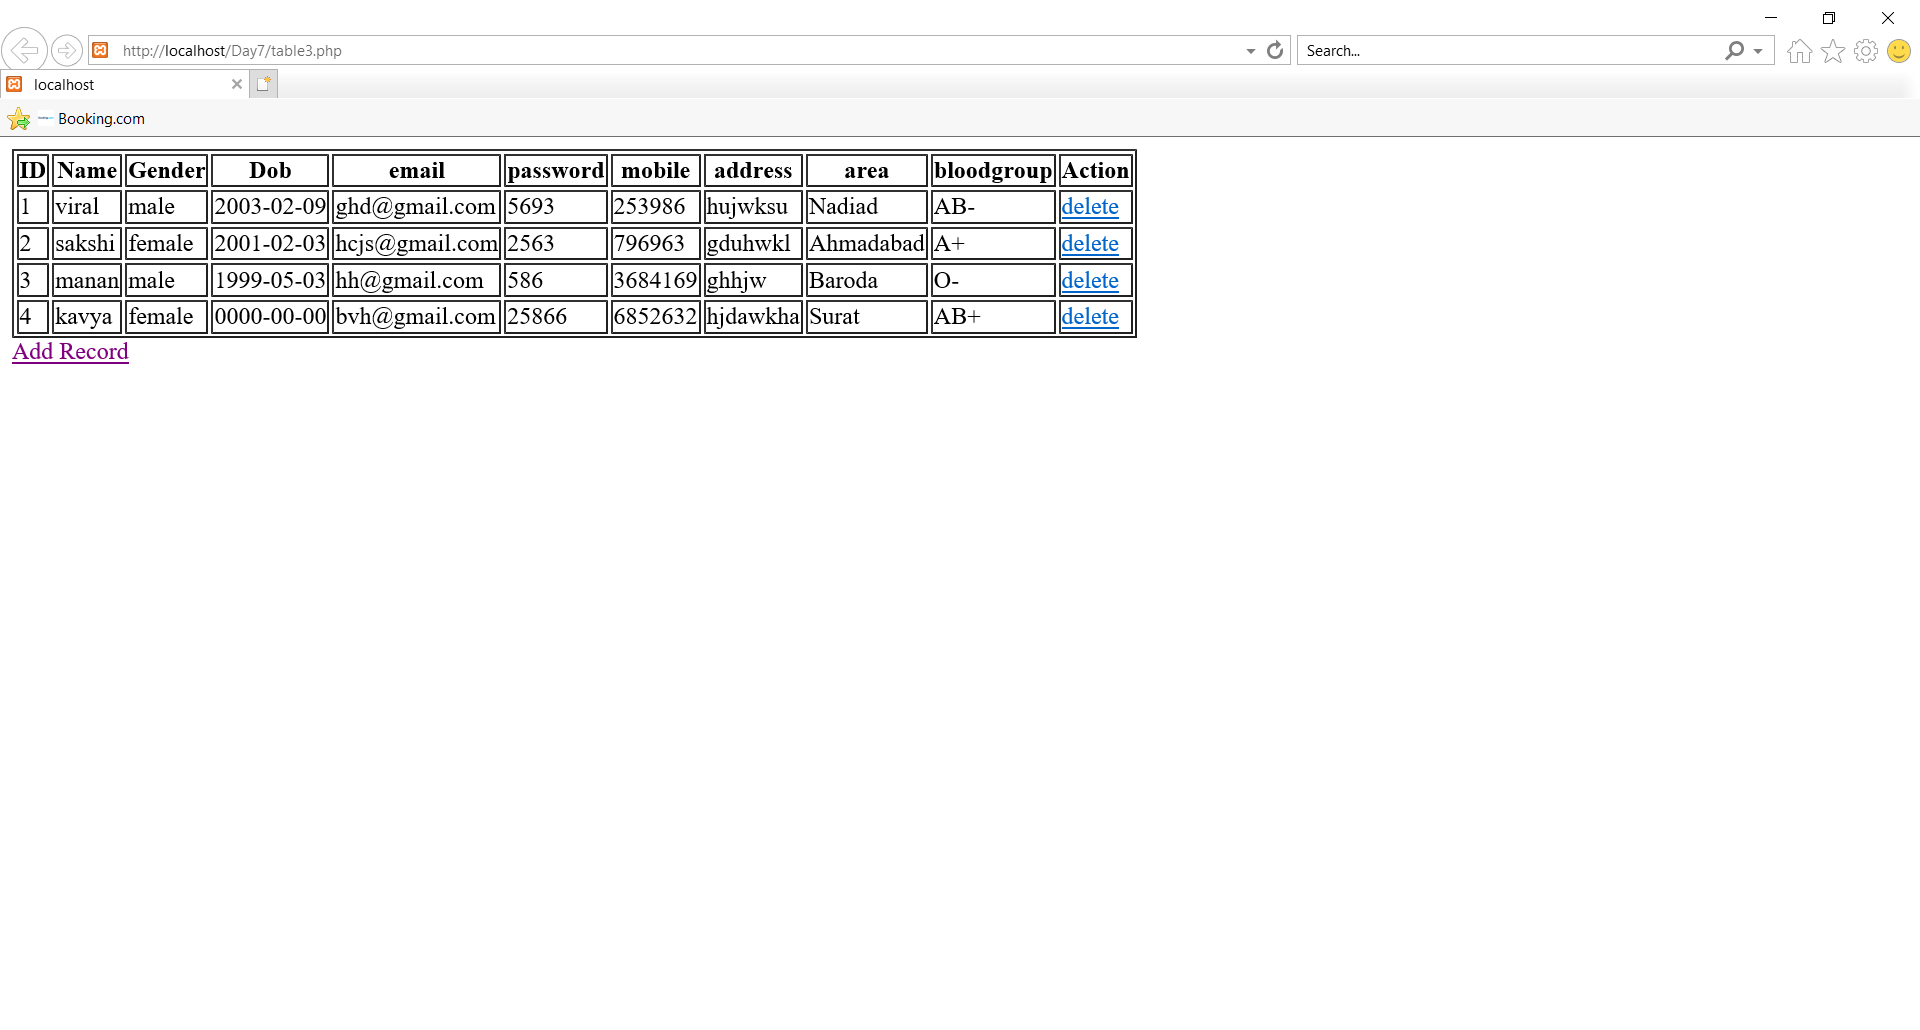 http://localhost/Day7/table3.php Search...
localhost
Booking.com
ID Name Gender Dob email password mobile address area bloodgroup Action
1 viral male 2003-02-09 ghd@gmail.com 5693 253986 hujwksu Nadiad AB- delete
2 sakshi female 2001-02-03 hcjs@gmail.com 2563 796963 gduhwkl Ahmadabad A+ delete
3 manan male 1999-05-03 hh@gmail.com 586 3684169 ghhjw Baroda O- delete
4 kavya female 0000-00-00 bvh@gmail.com 25866 6852632 hjdawkha Surat AB+ delete
Add Record